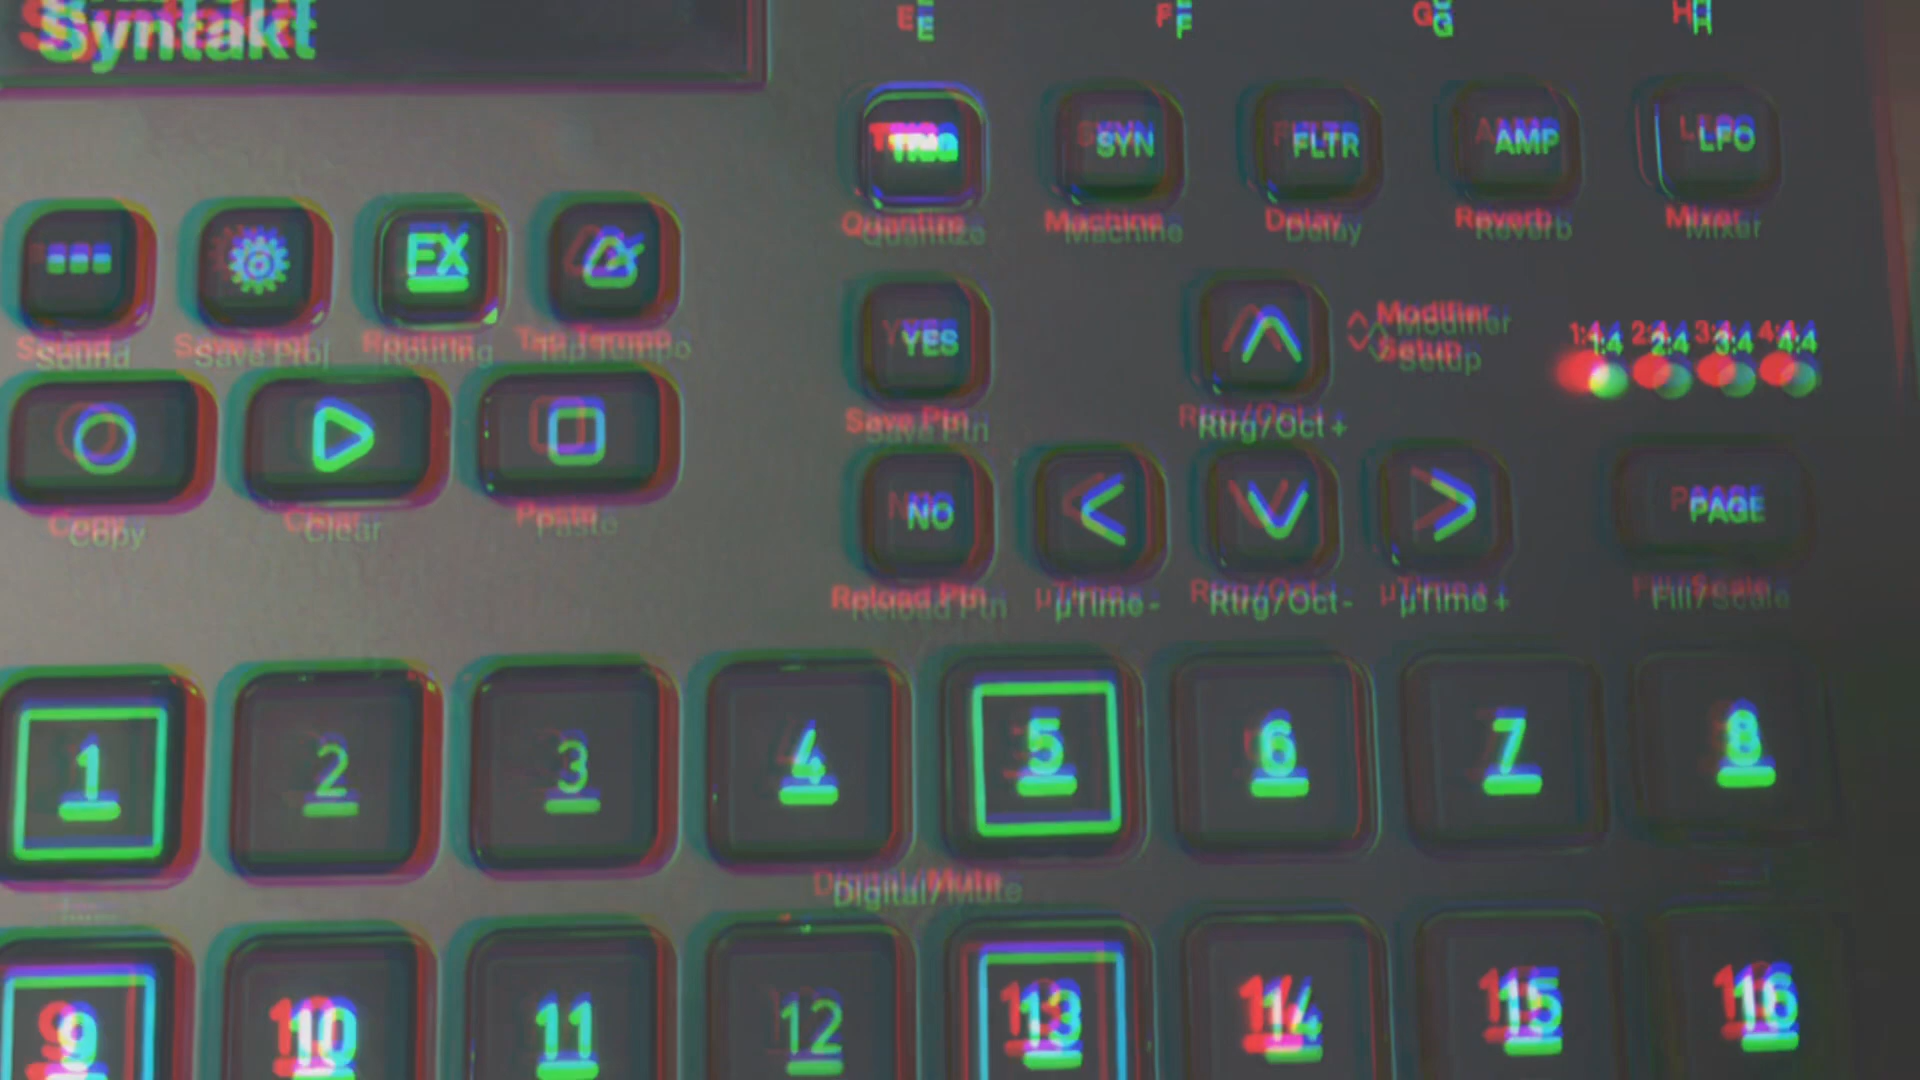 Syntakt
E F G H
TRIG SYN FLTR AMP LFO
Quantize Machine Delay Reverb Mixer
FX
YES
Modifier
Setup
1:4 2:4 3:4 4:4
Sound Save Proj Routing Tap Tempo
Save Ptn Rtrg/Oct+
NO PAGE
Copy Clear Paste
Reload Ptn µTime- Rtrg/Oct- µTime+ Fill/Scale
1 2 3 4 5 6 7 8
Digital/Mute
9 10 11 12 13 14 15 16